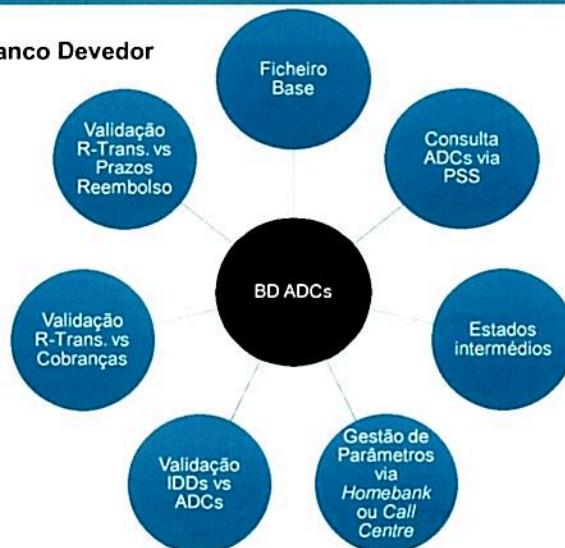 anco Devedor
Ficheiro
Base
Consulta
ADCs via
PSS
Estados
intermédios
Gestão de
Parâmetros
via
Homebank
ou Call
Centre
Validação
IDDs vs
ADCs
Validação
R-Trans. vs
Cobranças
Validação
R-Trans. vs
Prazos
Reembolso
BD ADCs